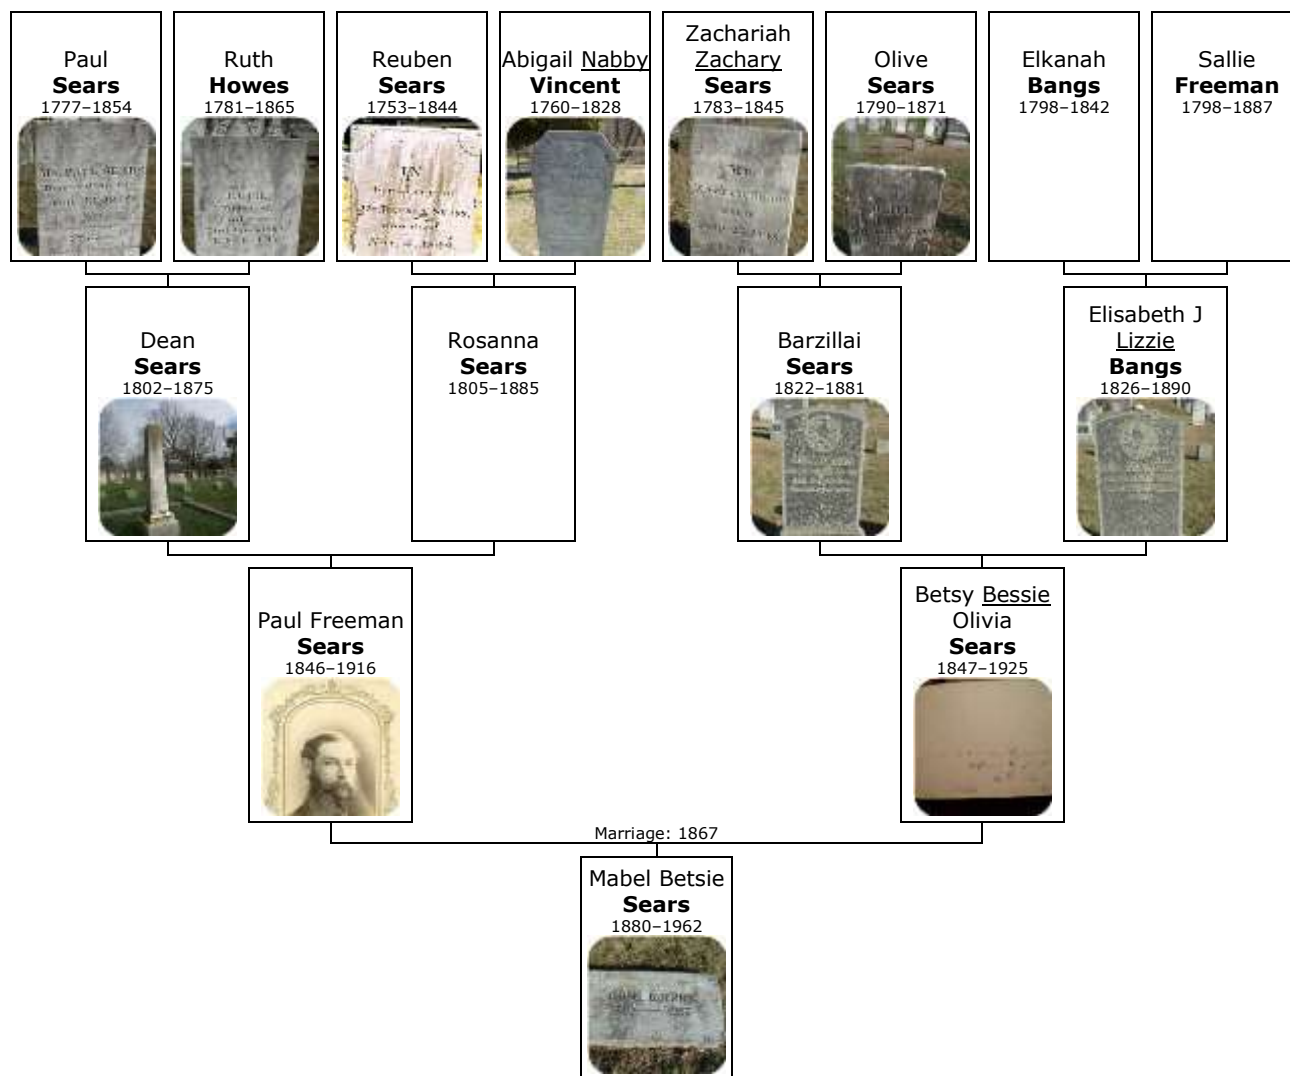 Paul
Sears
1777–1854
Ruth
Howes
1781–1865
Reuben
Sears
1753–1844
Abigail Nabby
Vincent
1760–1828
Zachariah
Zachary
Sears
1783–1845
Olive
Sears
1790–1871
Elkanah
Bangs
1798–1842
Sallie
Freeman
1798–1887
Dean
Sears
1802–1875
Rosanna
Sears
1805–1885
Barzillai
Sears
1822–1881
Elisabeth J
Lizzie
Bangs
1826–1890
Paul Freeman
Sears
1846–1916
Betsy Bessie
Olivia
Sears
1847–1925
Marriage: 1867
Mabel Betsie
Sears
1880–1962